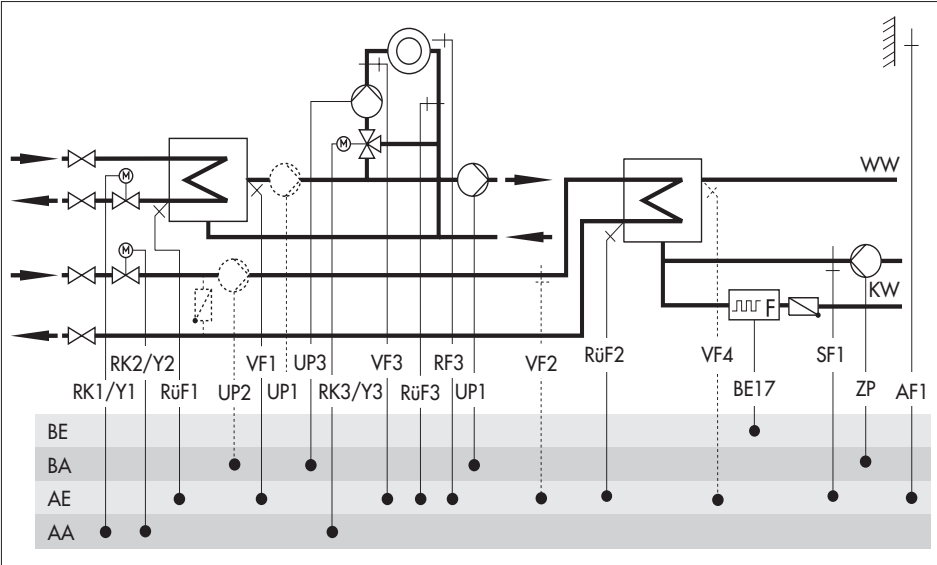 WW
M
M
M
F
KW
RK2/Y2
VF1
UP3
VF3
RF3
VF2
RüF2
VF4
SF1
RK1/Y1
RüF1
UP2
UP1
RK3/Y3
RüF3
UP1
BE17
ZP
AF1
BE
BA
AE
AA